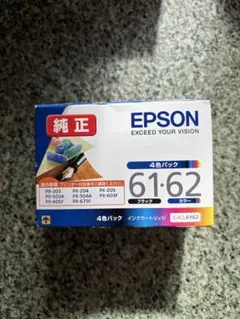 純正
EPSON
EXCEED YOUR VISION
PX-203 PX-204 PX-205
PX-503A PX-504A PX-603F
PX-605F PX-675F
4色パック
61・62
ブラック カラー
4色パック インクカートリッジ IC4CL6162